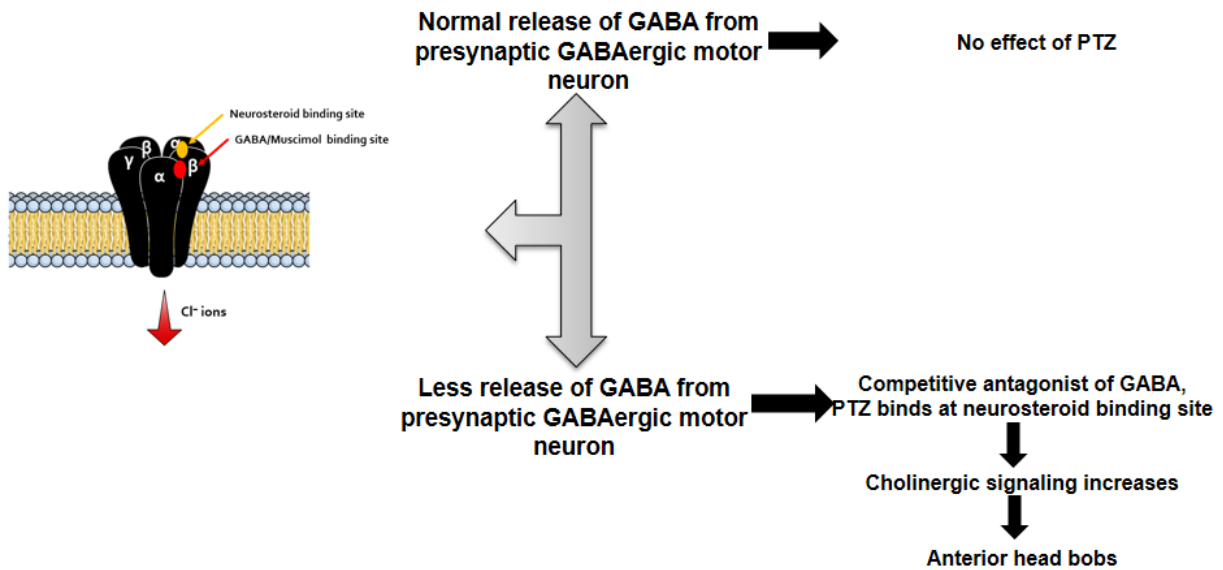 Normal release of GABA from
presynaptic GABAergic motor
neuron
No effect of PTZ
Neurosteroid binding site
GABA/Muscimol binding site
β
α
γ
β
α
Cl⁻ ions
Less release of GABA from
presynaptic GABAergic motor
neuron
Competitive antagonist of GABA,
PTZ binds at neurosteroid binding site
Cholinergic signaling increases
Anterior head bobs